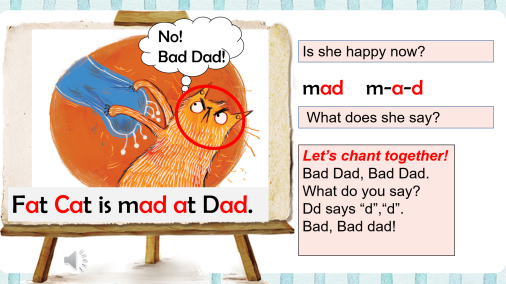 No!
Bad Dad!
Fat Cat is mad at Dad.
Is she happy now?
mad m-a-d
What does she say?
Let's chant together!
Bad Dad, Bad Dad.
What do you say?
Dd says “d”,“d”.
Bad, Bad dad!